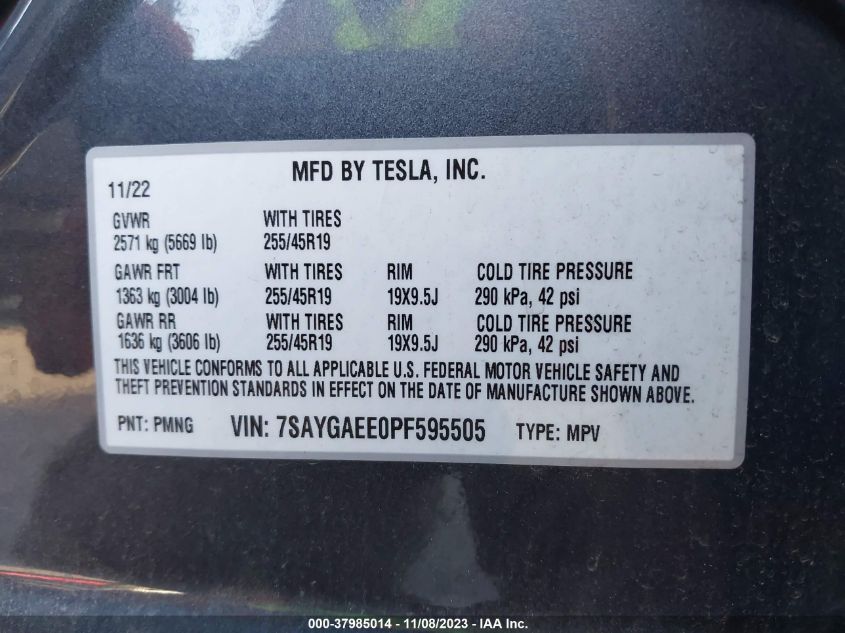 MFD BY TESLA, INC.
11/22
GVWR WITH TIRES
2571 kg (5669 lb) 255/45R19
GAWR FRT WITH TIRES RIM COLD TIRE PRESSURE
1363 kg (3004 lb) 255/45R19 19X9.5J 290 kPa, 42 psi
GAWR RR WITH TIRES RIM COLD TIRE PRESSURE
1636 kg (3606 lb) 255/45R19 19X9.5J 290 kPa, 42 psi
THIS VEHICLE CONFORMS TO ALL APPLICABLE U.S. FEDERAL MOTOR VEHICLE SAFETY AND
THEFT PREVENTION STANDARDS IN EFFECT ON THE DATE OF MANUFACTURE SHOWN ABOVE.
PNT: PMNG VIN: 7SAYGAEE0PF595505 TYPE: MPV
000-37985014 - 11/08/2023 - IAA Inc.